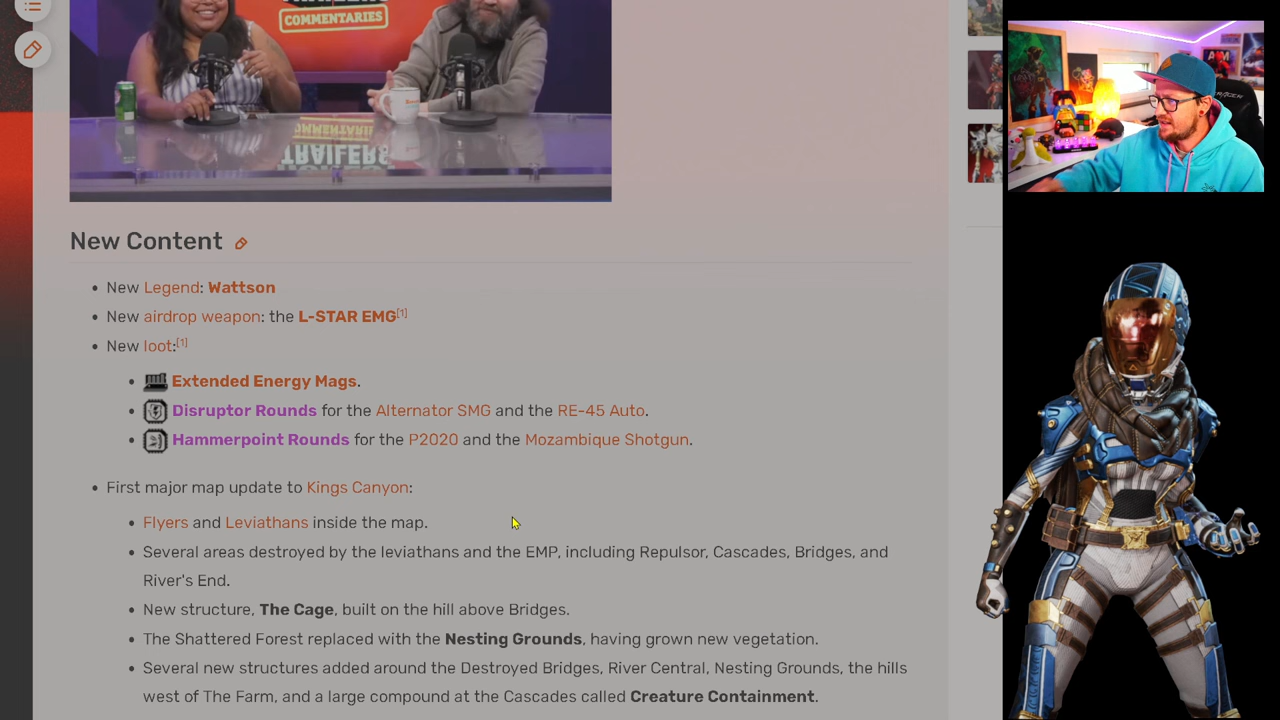 COMMENTARIES
New Content
New Legend: Wattson
New airdrop weapon: the L-STAR EMG[1]
New loot:[1]
Extended Energy Mags.
Disruptor Rounds for the Alternator SMG and the RE-45 Auto.
Hammerpoint Rounds for the P2020 and the Mozambique Shotgun.
First major map update to Kings Canyon:
Flyers and Leviathans inside the map.
Several areas destroyed by the leviathans and the EMP, including Repulsor, Cascades, Bridges, and
River's End.
New structure, The Cage, built on the hill above Bridges.
The Shattered Forest replaced with the Nesting Grounds, having grown new vegetation.
Several new structures added around the Destroyed Bridges, River Central, Nesting Grounds, the hills
west of The Farm, and a large compound at the Cascades called Creature Containment.